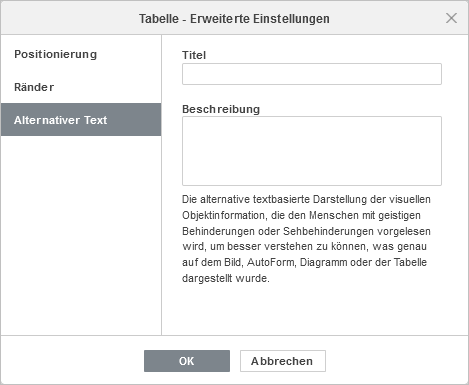 Tabelle - Erweiterte Einstellungen
Positionierung
Ränder
Alternativer Text
Titel
Beschreibung
Die alternative textbasierte Darstellung der visuellen
Objektinformation, die den Menschen mit geistigen
Behinderungen oder Sehbehinderungen vorgelesen
wird, um besser verstehen zu können, was genau
auf dem Bild, AutoForm, Diagramm oder der Tabelle
dargestellt wurde.
OK
Abbrechen